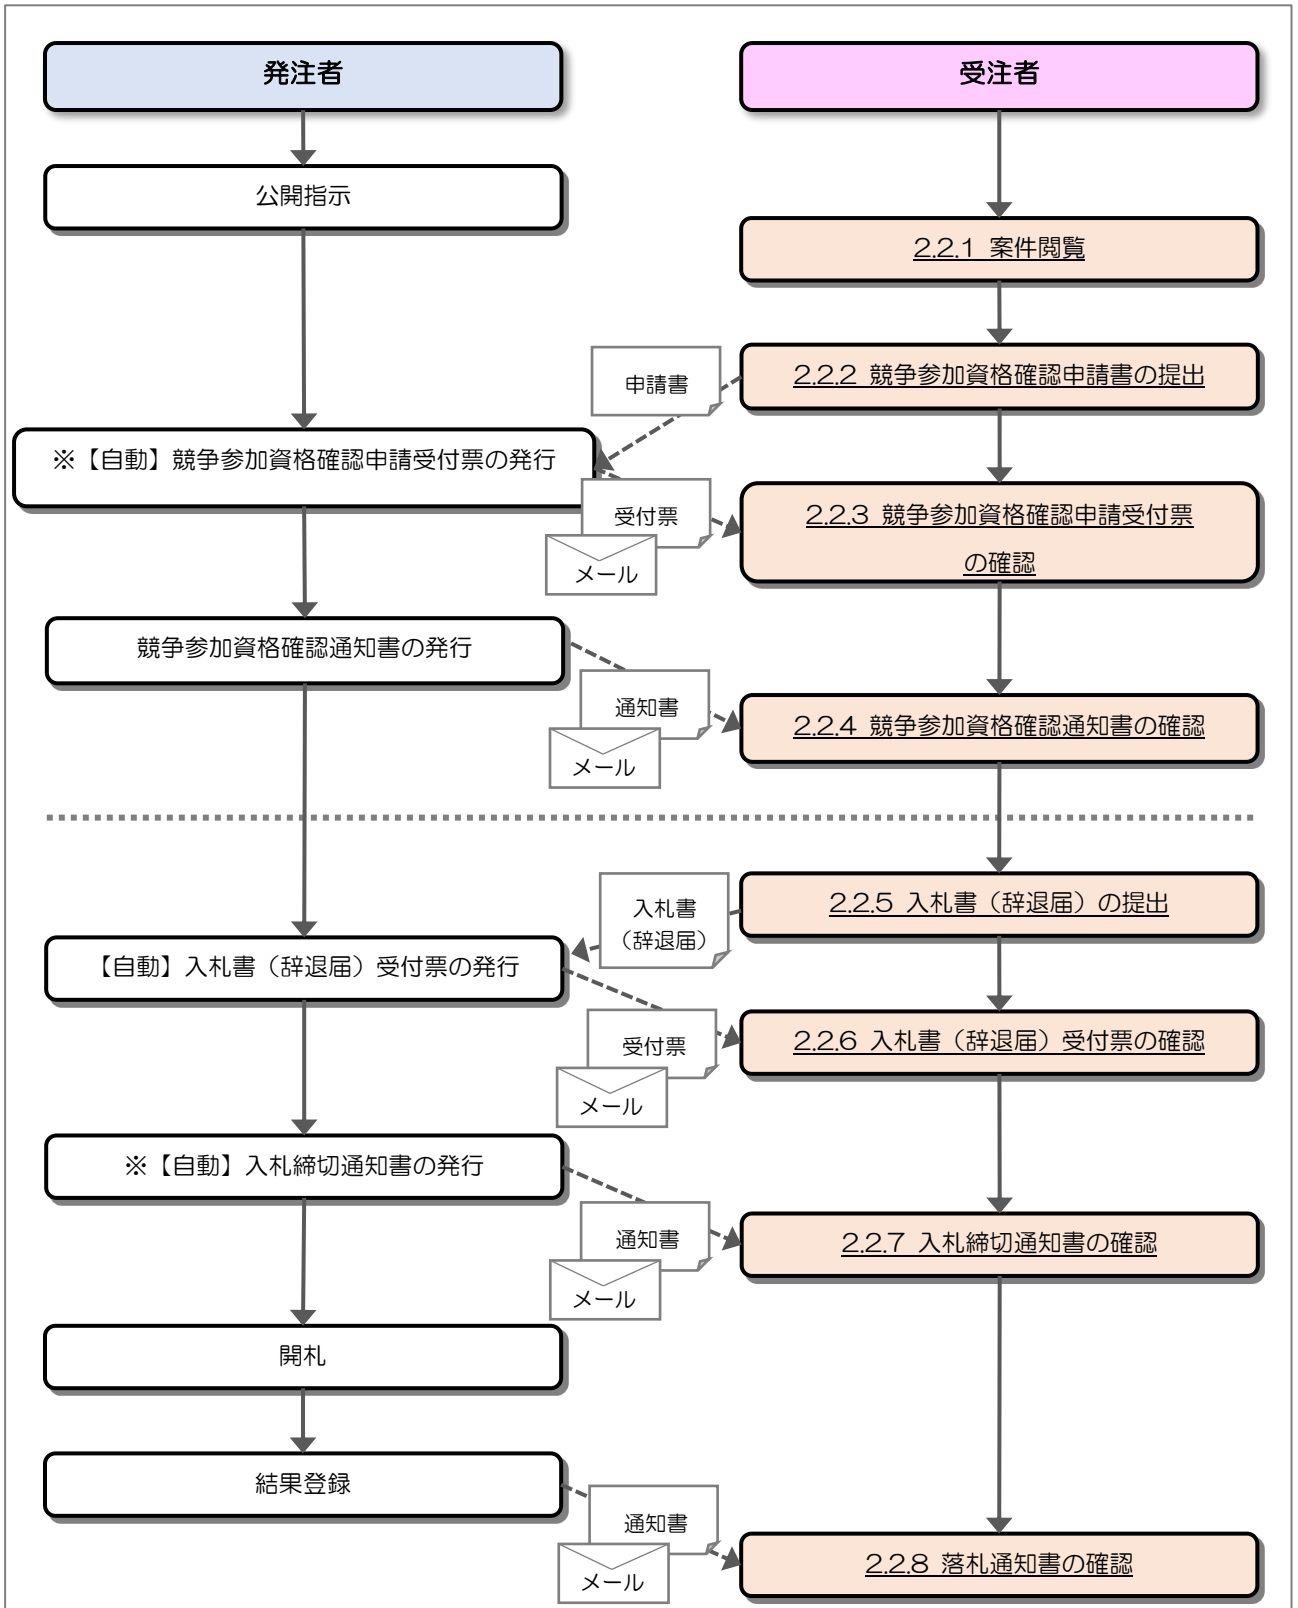 発注者
受注者
公開指示
2.2.1 案件閲覧
申請書
2.2.2 競争参加資格確認申請書の提出
※【自動】競争参加資格確認申請受付票の発行
受付票
メール
2.2.3 競争参加資格確認申請受付票
の確認
競争参加資格確認通知書の発行
通知書
メール
2.2.4 競争参加資格確認通知書の確認
入札書
（辞退届）
2.2.5 入札書（辞退届）の提出
【自動】入札書（辞退届）受付票の発行
受付票
メール
2.2.6 入札書（辞退届）受付票の確認
※【自動】入札締切通知書の発行
通知書
メール
2.2.7 入札締切通知書の確認
開札
結果登録
通知書
メール
2.2.8 落札通知書の確認